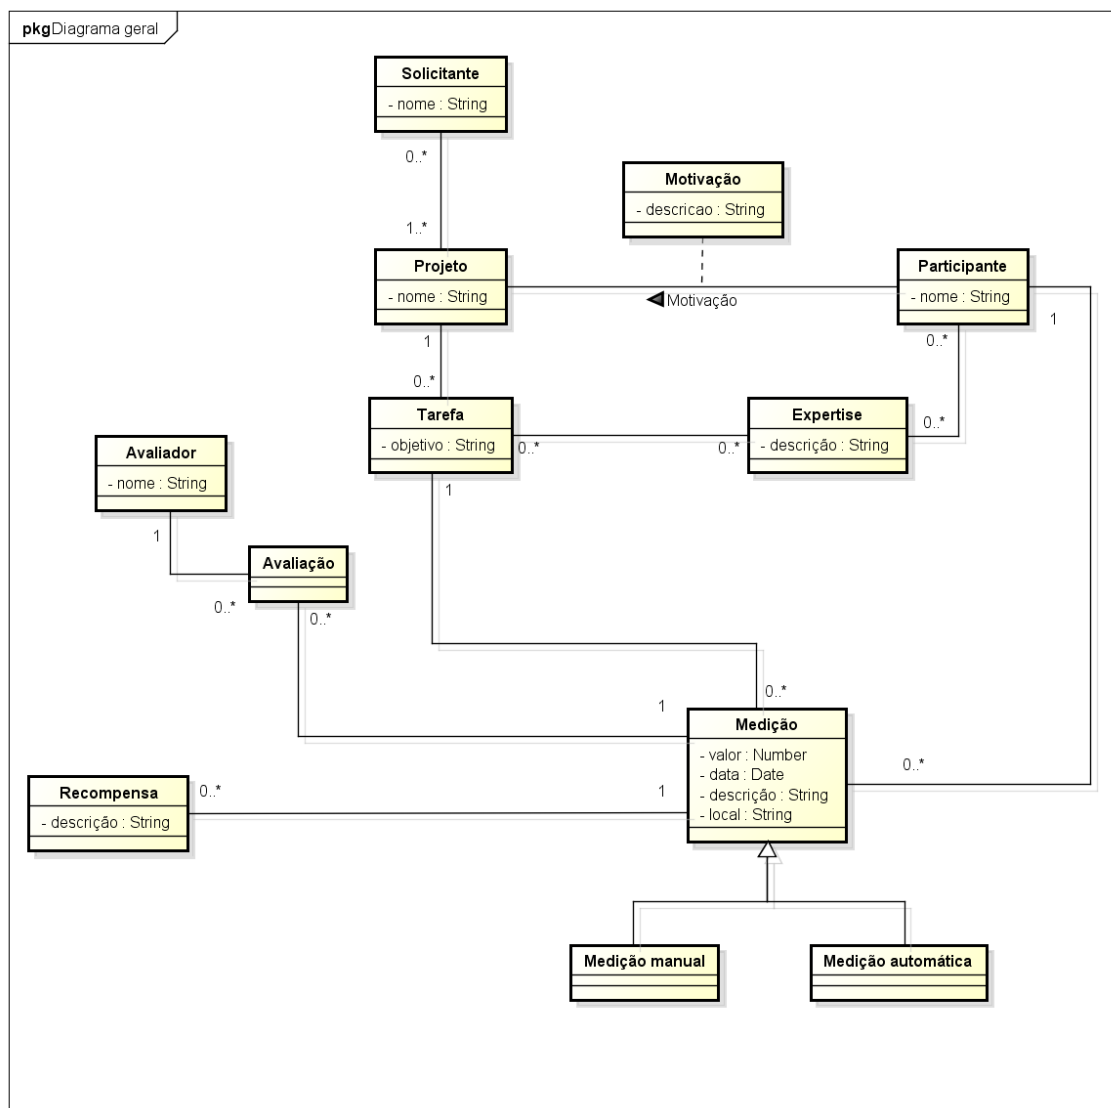 pkg Diagrama geral
Solicitante
- nome : String
0..*
1..*
Motivação
- descricao : String
Projeto
- nome : String
Motivação
Participante
- nome : String
1
0..*
1
0..*
Tarefa
- objetivo : String
0..*
0..*
Expertise
- descrição : String
0..*
Avaliador
- nome : String
1
1
Avaliação
0..*
0..*
0..*
1
Medição
- valor : Number
- data : Date
- descrição : String
- local : String
0..*
Recompensa
- descrição : String
0..*
1
Medição manual
Medição automática